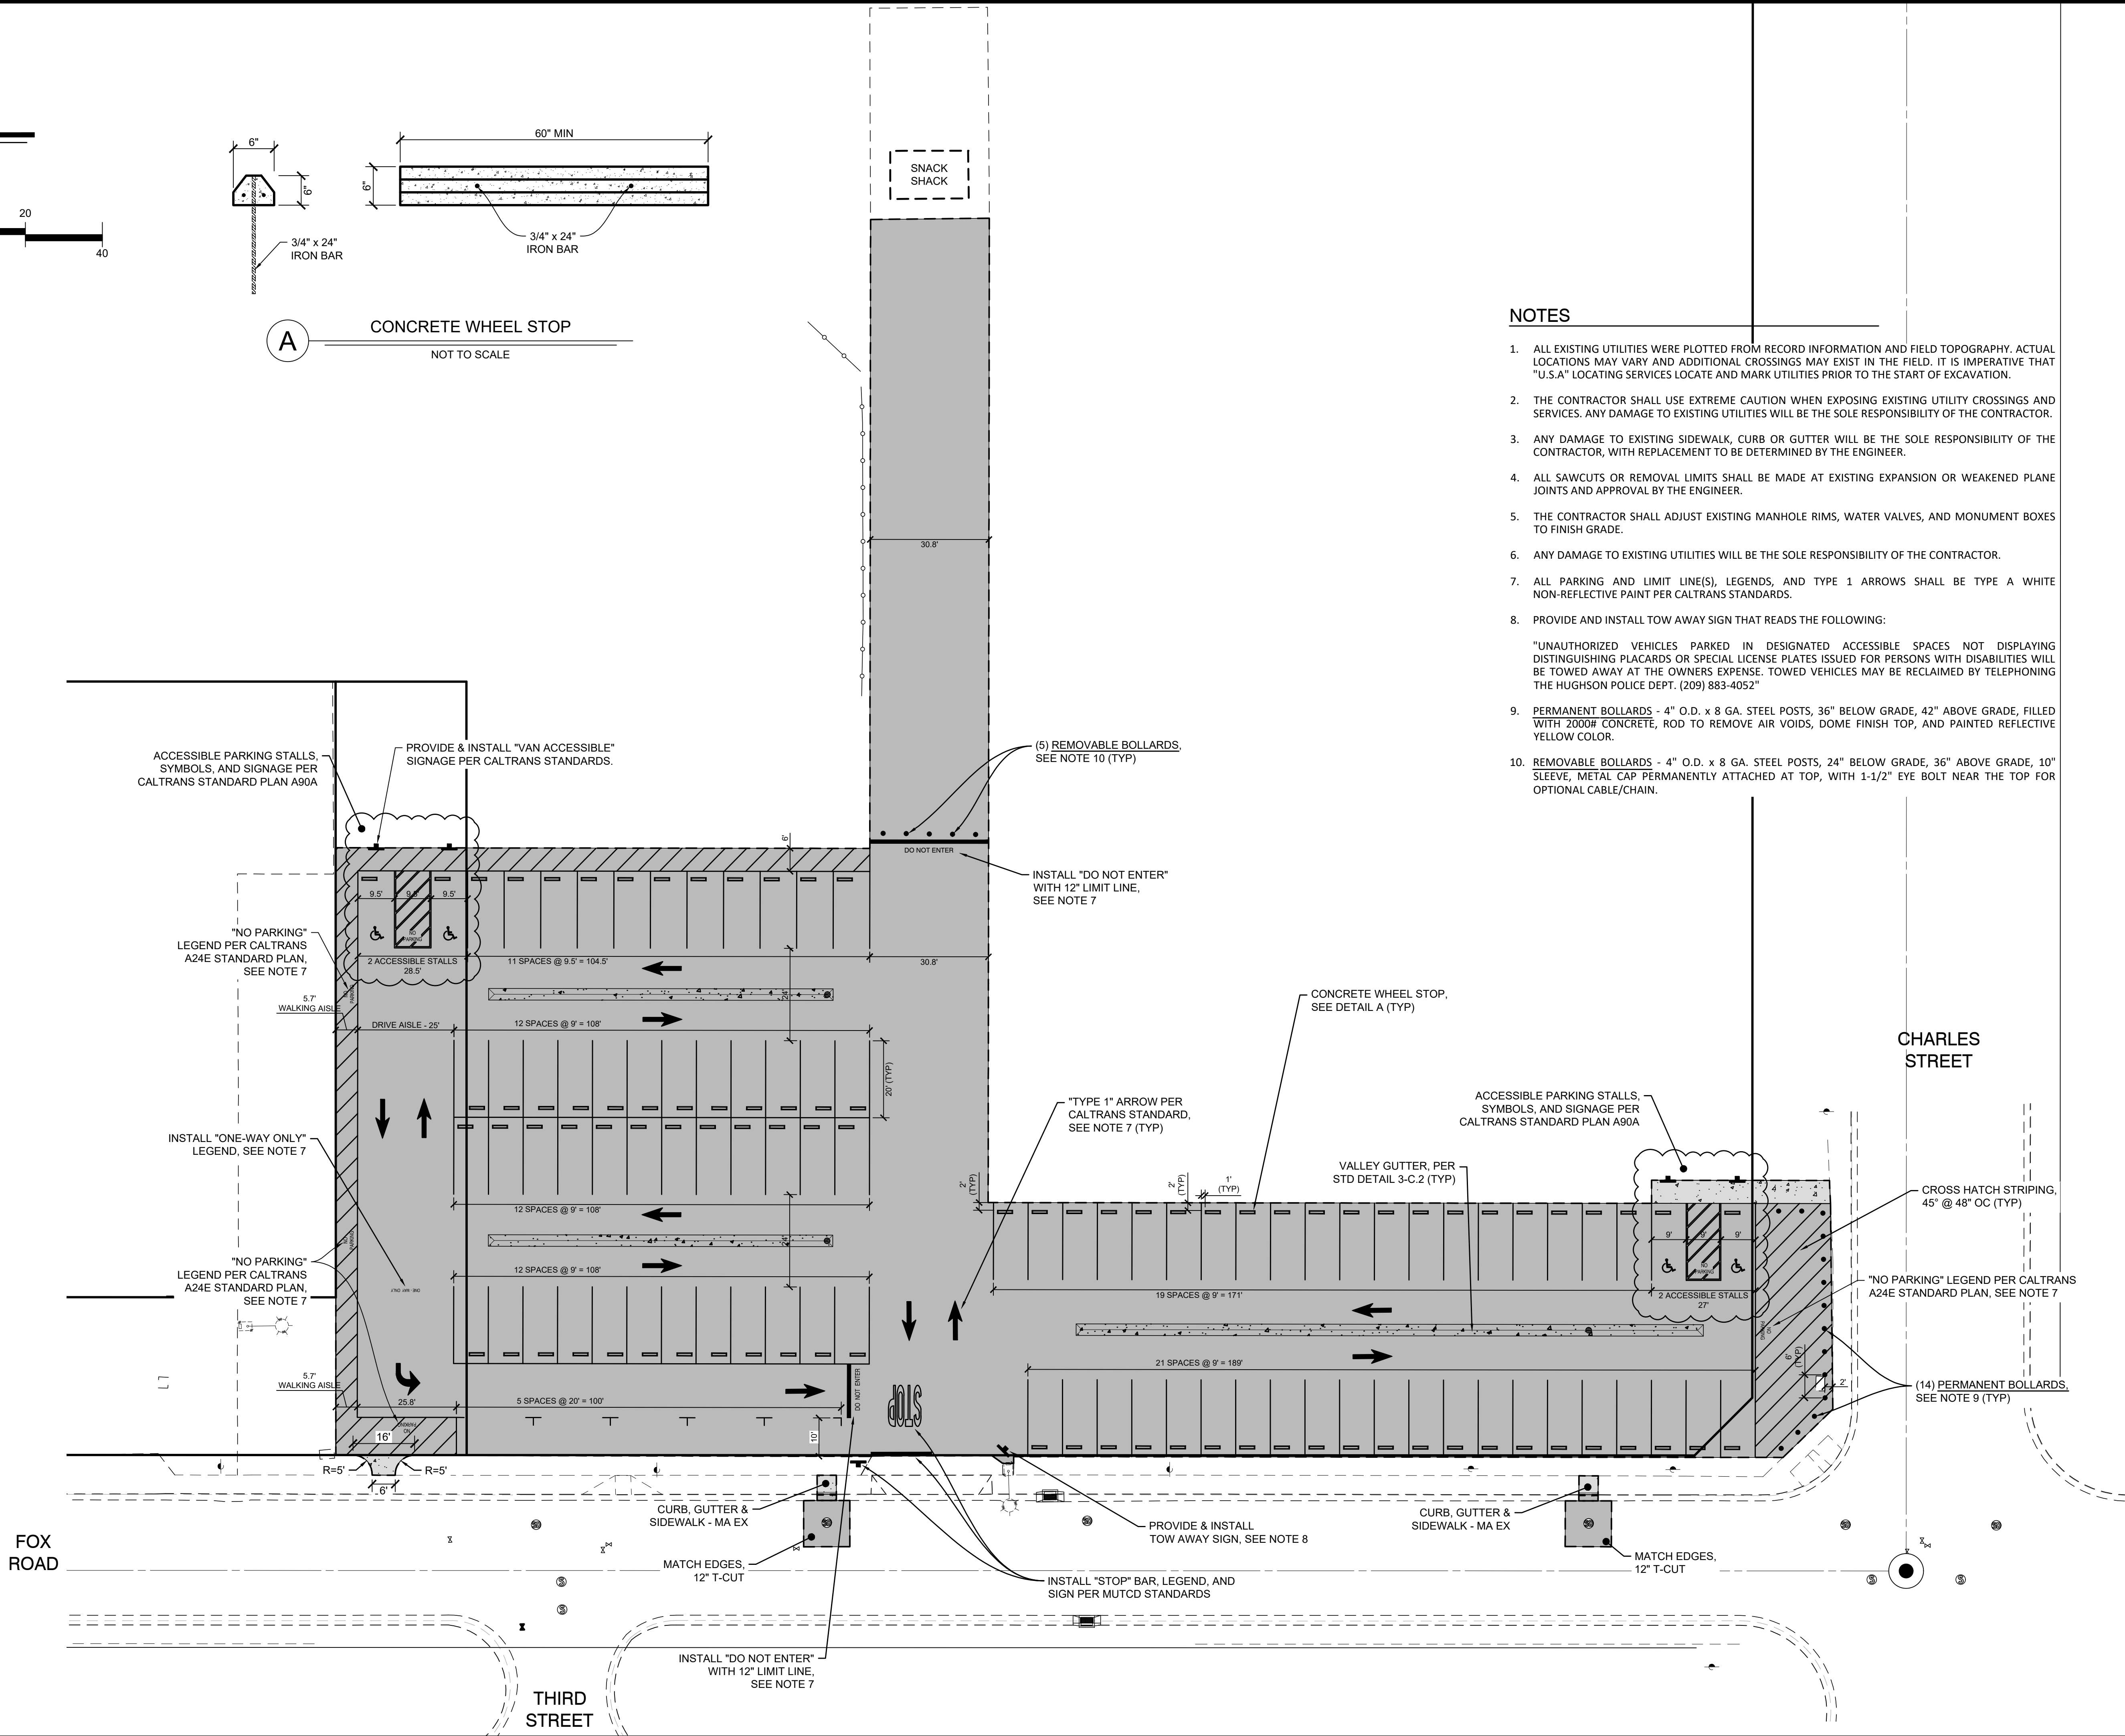 20
40
6"
6"
3/4" x 24"
IRON BAR
60" MIN
6"
3/4" x 24"
IRON BAR
A
CONCRETE WHEEL STOP
NOT TO SCALE
SNACK
SHACK
30.8'
NOTES
1. ALL EXISTING UTILITIES WERE PLOTTED FROM RECORD INFORMATION AND FIELD TOPOGRAPHY. ACTUAL
LOCATIONS MAY VARY AND ADDITIONAL CROSSINGS MAY EXIST IN THE FIELD. IT IS IMPERATIVE THAT
"U.S.A" LOCATING SERVICES LOCATE AND MARK UTILITIES PRIOR TO THE START OF EXCAVATION.
2. THE CONTRACTOR SHALL USE EXTREME CAUTION WHEN EXPOSING EXISTING UTILITY CROSSINGS AND
SERVICES. ANY DAMAGE TO EXISTING UTILITIES WILL BE THE SOLE RESPONSIBILITY OF THE CONTRACTOR.
3. ANY DAMAGE TO EXISTING SIDEWALK, CURB OR GUTTER WILL BE THE SOLE RESPONSIBILITY OF THE
CONTRACTOR, WITH REPLACEMENT TO BE DETERMINED BY THE ENGINEER.
4. ALL SAWCUTS OR REMOVAL LIMITS SHALL BE MADE AT EXISTING EXPANSION OR WEAKENED PLANE
JOINTS AND APPROVAL BY THE ENGINEER.
5. THE CONTRACTOR SHALL ADJUST EXISTING MANHOLE RIMS, WATER VALVES, AND MONUMENT BOXES
TO FINISH GRADE.
6. ANY DAMAGE TO EXISTING UTILITIES WILL BE THE SOLE RESPONSIBILITY OF THE CONTRACTOR.
7. ALL PARKING AND LIMIT LINE(S), LEGENDS, AND TYPE 1 ARROWS SHALL BE TYPE A WHITE
NON-REFLECTIVE PAINT PER CALTRANS STANDARDS.
8. PROVIDE AND INSTALL TOW AWAY SIGN THAT READS THE FOLLOWING:
"UNAUTHORIZED VEHICLES PARKED IN DESIGNATED ACCESSIBLE SPACES NOT DISPLAYING
DISTINGUISHING PLACARDS OR SPECIAL LICENSE PLATES ISSUED FOR PERSONS WITH DISABILITIES WILL
BE TOWED AWAY AT THE OWNERS EXPENSE. TOWED VEHICLES MAY BE RECLAIMED BY TELEPHONING
THE HUGHSON POLICE DEPT. (209) 883-4052"
9. PERMANENT BOLLARDS - 4" O.D. x 8 GA. STEEL POSTS, 36" BELOW GRADE, 42" ABOVE GRADE, FILLED
WITH 2000# CONCRETE, ROD TO REMOVE AIR VOIDS, DOME FINISH TOP, AND PAINTED REFLECTIVE
YELLOW COLOR.
10. REMOVABLE BOLLARDS - 4" O.D. x 8 GA. STEEL POSTS, 24" BELOW GRADE, 36" ABOVE GRADE, 10"
SLEEVE, METAL CAP PERMANENTLY ATTACHED AT TOP, WITH 1-1/2" EYE BOLT NEAR THE TOP FOR
OPTIONAL CABLE/CHAIN.
ACCESSIBLE PARKING STALLS,
SYMBOLS, AND SIGNAGE PER
CALTRANS STANDARD PLAN A90A
PROVIDE & INSTALL "VAN ACCESSIBLE"
SIGNAGE PER CALTRANS STANDARDS.
(5) REMOVABLE BOLLARDS,
SEE NOTE 10 (TYP)
6'
DO NOT ENTER
INSTALL "DO NOT ENTER"
WITH 12" LIMIT LINE,
SEE NOTE 7
9.5'
9.5'
9.5'
NO
PARKING
"NO PARKING"
LEGEND PER CALTRANS
A24E STANDARD PLAN,
SEE NOTE 7
2 ACCESSIBLE STALLS
28.5'
11 SPACES @ 9.5' = 104.5'
30.8'
NO
PARKING
24'
5.7'
WALKING AISLE
DRIVE AISLE - 25'
12 SPACES @ 9' = 108'
20' (TYP)
CONCRETE WHEEL STOP,
SEE DETAIL A (TYP)
CHARLES
STREET
"TYPE 1" ARROW PER
CALTRANS STANDARD,
SEE NOTE 7 (TYP)
ACCESSIBLE PARKING STALLS,
SYMBOLS, AND SIGNAGE PER
CALTRANS STANDARD PLAN A90A
INSTALL "ONE-WAY ONLY"
LEGEND, SEE NOTE 7
VALLEY GUTTER, PER
STD DETAIL 3-C.2 (TYP)
2'
(TYP)
2'
(TYP)
1'
(TYP)
CROSS HATCH STRIPING,
45° @ 48" OC (TYP)
12 SPACES @ 9' = 108'
24'
NO
PARKING
12 SPACES @ 9' = 108'
9'
9'
9'
NO
PARKING
"NO PARKING"
LEGEND PER CALTRANS
A24E STANDARD PLAN,
SEE NOTE 7
ONE - WAY ONLY
19 SPACES @ 9' = 171'
2 ACCESSIBLE STALLS
27'
"NO PARKING" LEGEND PER CALTRANS
A24E STANDARD PLAN, SEE NOTE 7
NO
PARKING
21 SPACES @ 9' = 189'
6'
(TYP)
2'
(14) PERMANENT BOLLARDS,
SEE NOTE 9 (TYP)
5.7'
WALKING AISLE
25.8'
5 SPACES @ 20' = 100'
DO NOT ENTER
STOP
NO
PARKING
16'
10'
R=5'
R=5'
6'
CURB, GUTTER &
SIDEWALK - MA EX
PROVIDE & INSTALL
TOW AWAY SIGN, SEE NOTE 8
CURB, GUTTER &
SIDEWALK - MA EX
FOX
ROAD
MATCH EDGES,
12" T-CUT
INSTALL "STOP" BAR, LEGEND, AND
SIGN PER MUTCD STANDARDS
MATCH EDGES,
12" T-CUT
INSTALL "DO NOT ENTER"
WITH 12" LIMIT LINE,
SEE NOTE 7
THIRD
STREET